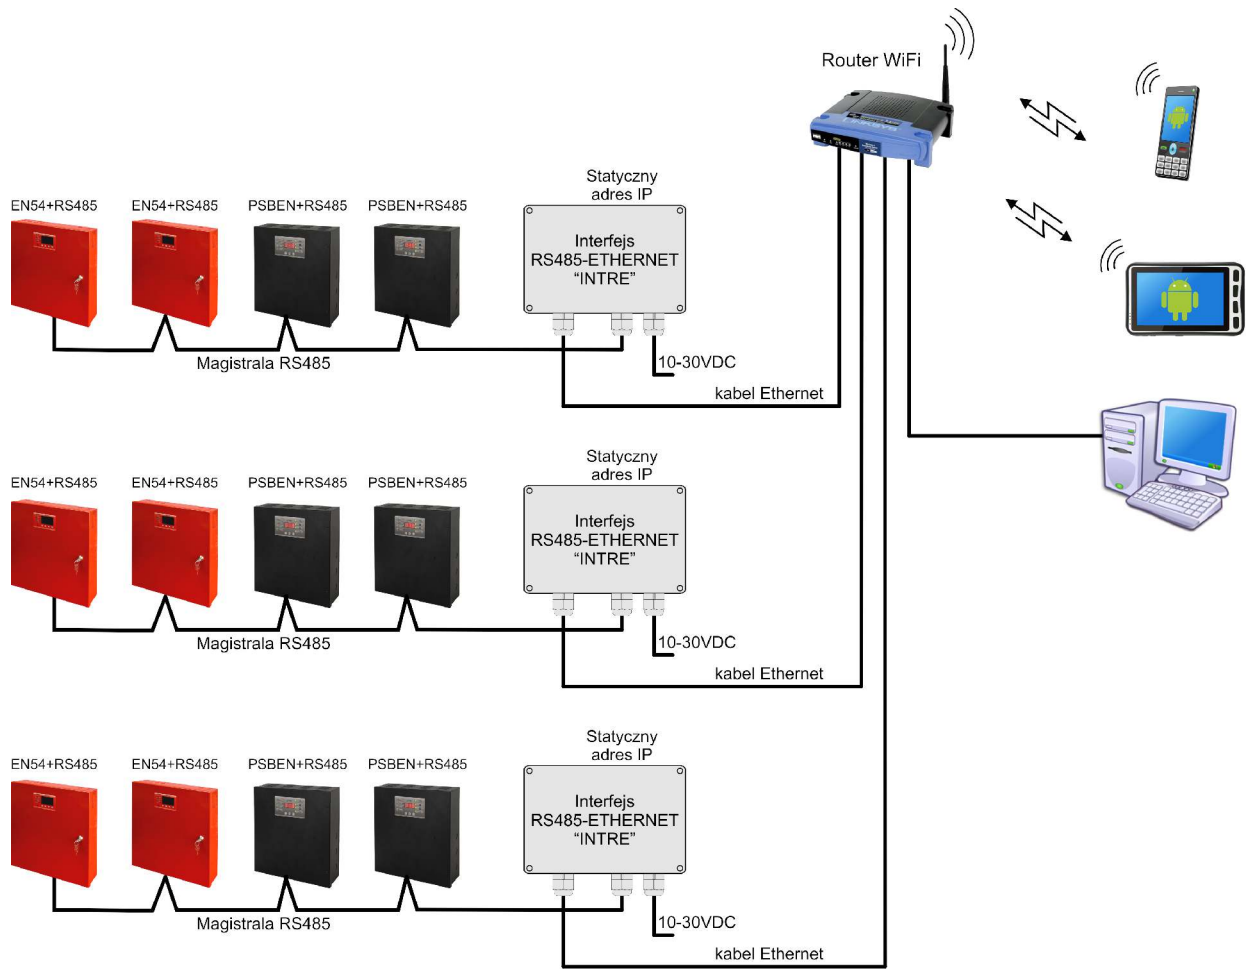 Router WiFi
Statyczny
adres IP
EN54+RS485
EN54+RS485
PSBEN+RS485
PSBEN+RS485
Interfejs
RS485-ETHERNET
“INTRE”
Magistrala RS485
10-30VDC
kabel Ethernet
Statyczny
adres IP
EN54+RS485
EN54+RS485
PSBEN+RS485
PSBEN+RS485
Interfejs
RS485-ETHERNET
“INTRE”
Magistrala RS485
10-30VDC
kabel Ethernet
Statyczny
adres IP
EN54+RS485
EN54+RS485
PSBEN+RS485
PSBEN+RS485
Interfejs
RS485-ETHERNET
“INTRE”
Magistrala RS485
10-30VDC
kabel Ethernet